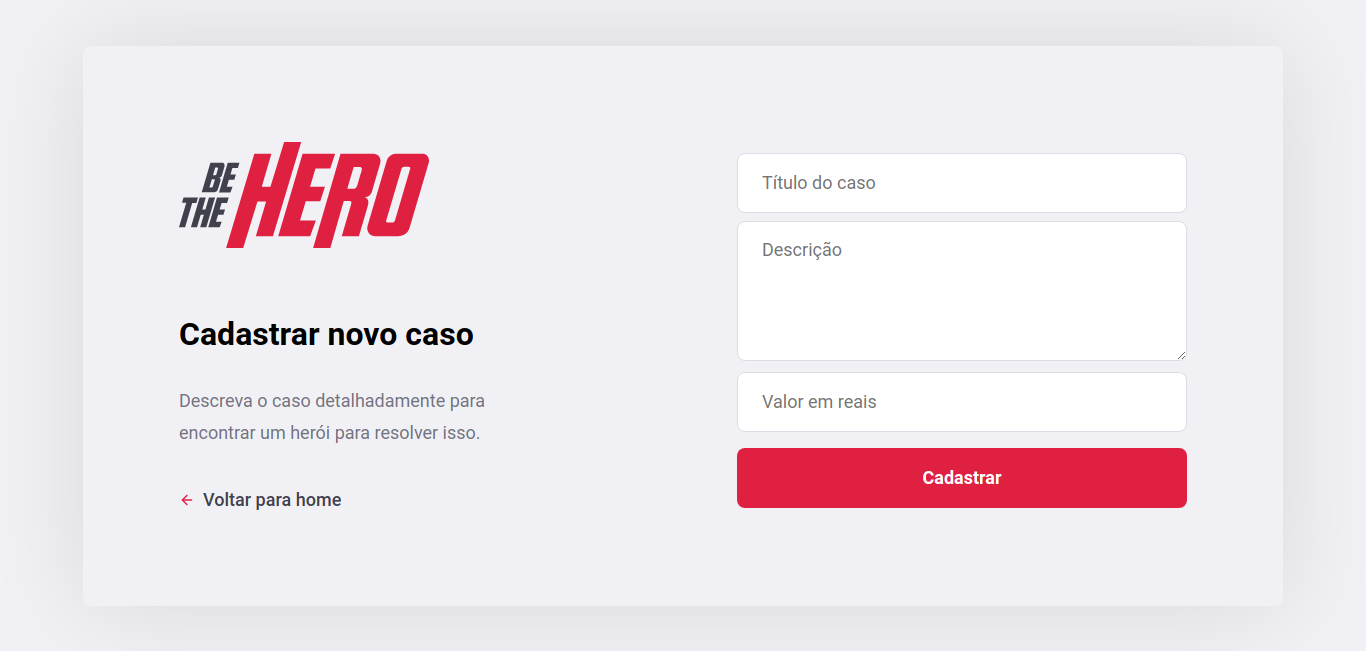 BE
THE HERO
Cadastrar novo caso
Descreva o caso detalhadamente para
encontrar um herói para resolver isso.
Voltar para home
Título do caso
Descrição
Valor em reais
Cadastrar